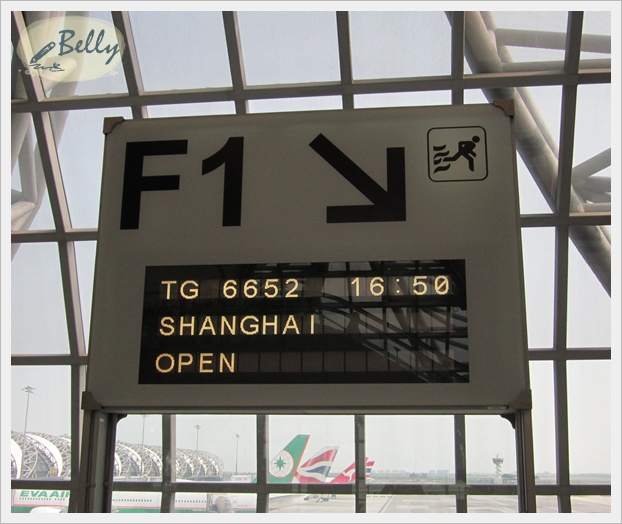 Belly
F1
TG 6652 16:50
SHANGHAI
OPEN
EVA AIR